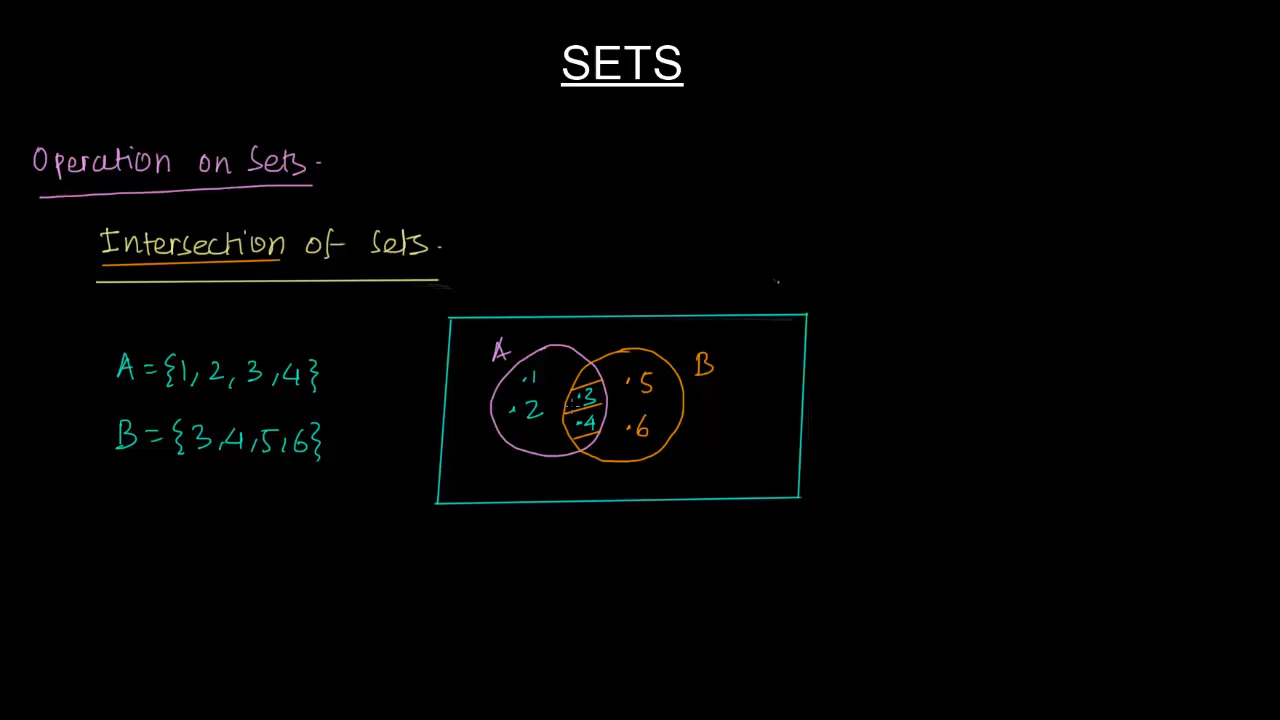 SETS
Operation on Sets.
Intersection of Sets.
A = {1, 2, 3, 4}
B = {3, 4, 5, 6}
A
B
.1
.2
.3
.4
.5
.6